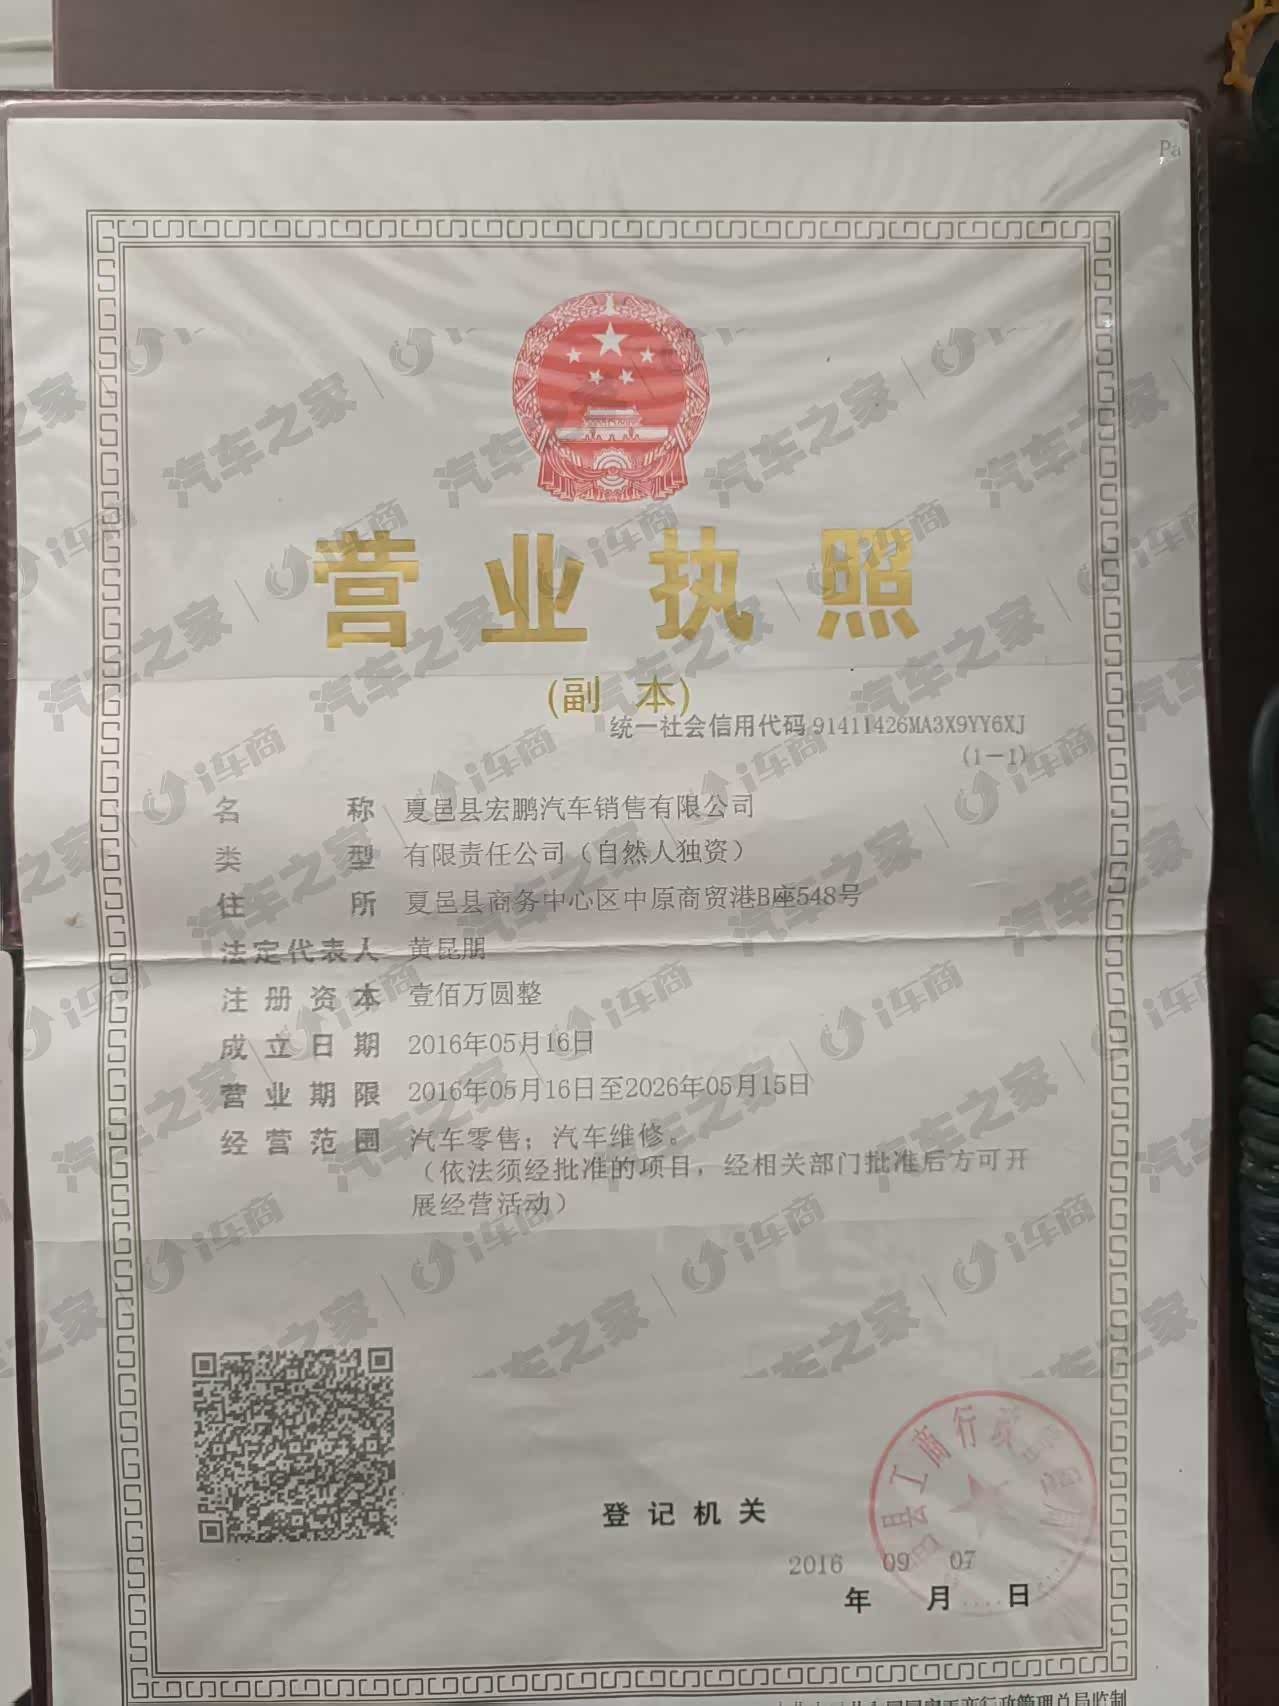 Pa
营业执照
(副 本)
统一社会信用代码 91411426MA3X9YY6XJ
(1-1)
名称 夏邑县宏鹏汽车销售有限公司
类型 有限责任公司（自然人独资）
住所 夏邑县商务中心区中原商贸港B座548号
法定代表人 黄昆朋
注册资本 壹佰万圆整
成立日期 2016年05月16日
营业期限 2016年05月16日至2026年05月15日
经营范围 汽车零售；汽车维修。
（依法须经批准的项目，经相关部门批准后方可开
展经营活动）
登记机关
2016 09 07
年 月 日
汽车之家 | i车商